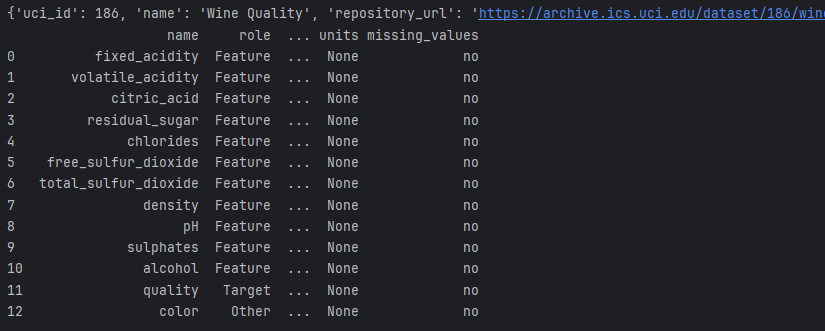 {'uci_id': 186, 'name': 'Wine Quality', 'repository_url': 'https://archive.ics.uci.edu/dataset/186/wine
name role ... units missing_values
0 fixed_acidity Feature ... None no
1 volatile_acidity Feature ... None no
2 citric_acid Feature ... None no
3 residual_sugar Feature ... None no
4 chlorides Feature ... None no
5 free_sulfur_dioxide Feature ... None no
6 total_sulfur_dioxide Feature ... None no
7 density Feature ... None no
8 pH Feature ... None no
9 sulphates Feature ... None no
10 alcohol Feature ... None no
11 quality Target ... None no
12 color Other ... None no